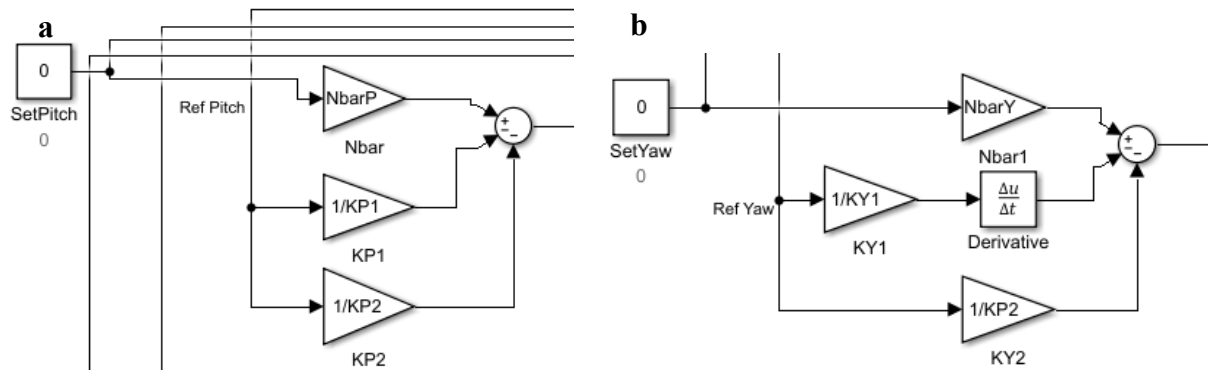 a
0
SetPitch
0
Ref Pitch
NbarP
Nbar
+
−
−
1/KP1
KP1
1/KP2
KP2
b
0
SetYaw
0
NbarY
Nbar1
+
−
−
Ref Yaw
1/KY1
KY1
Δu
Δt
Derivative
1/KP2
KY2